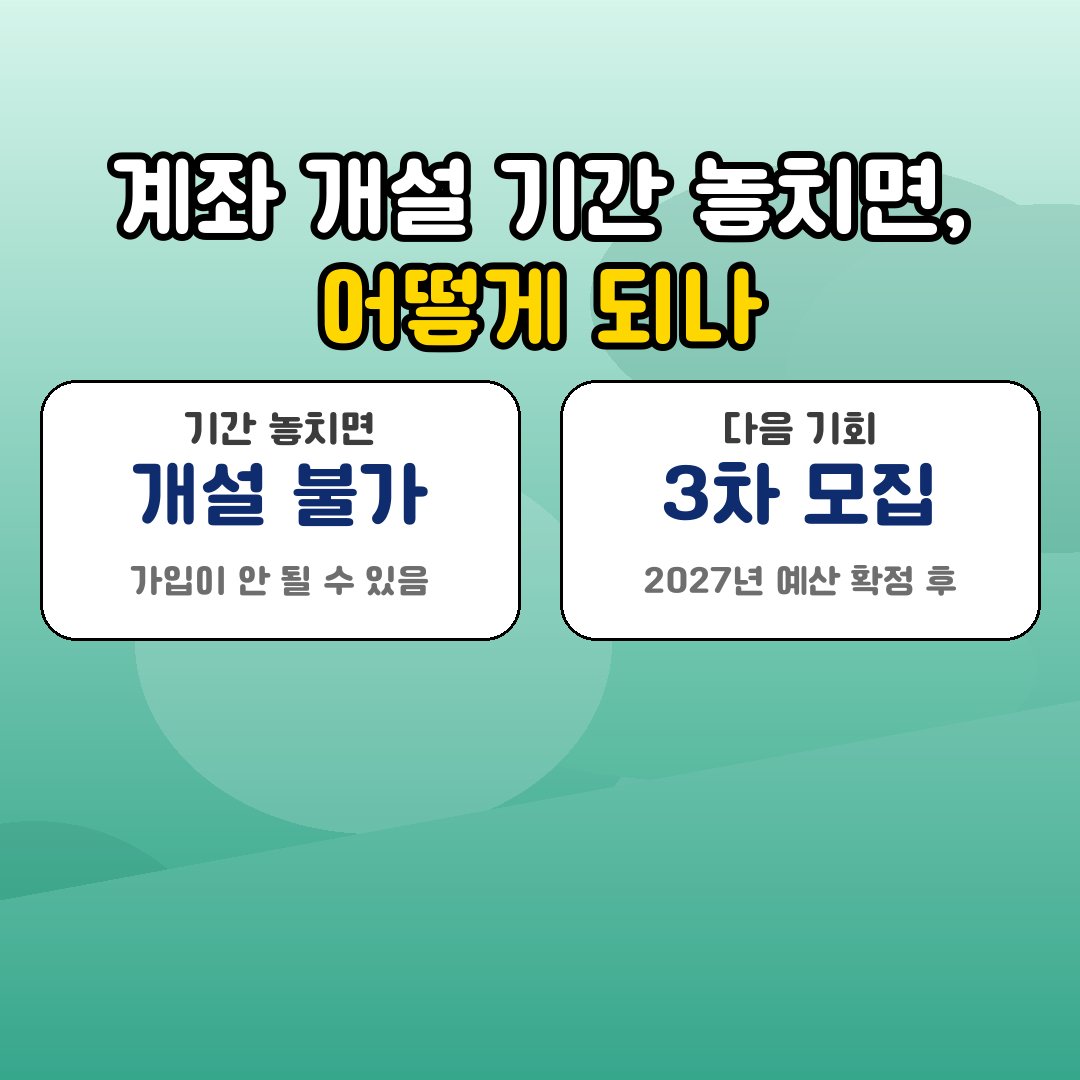 계좌 개설 기간 놓치면,
어떻게 되나
기간 놓치면
개설 불가
가입이 안 될 수 있음
다음 기회
3차 모집
2027년 예산 확정 후